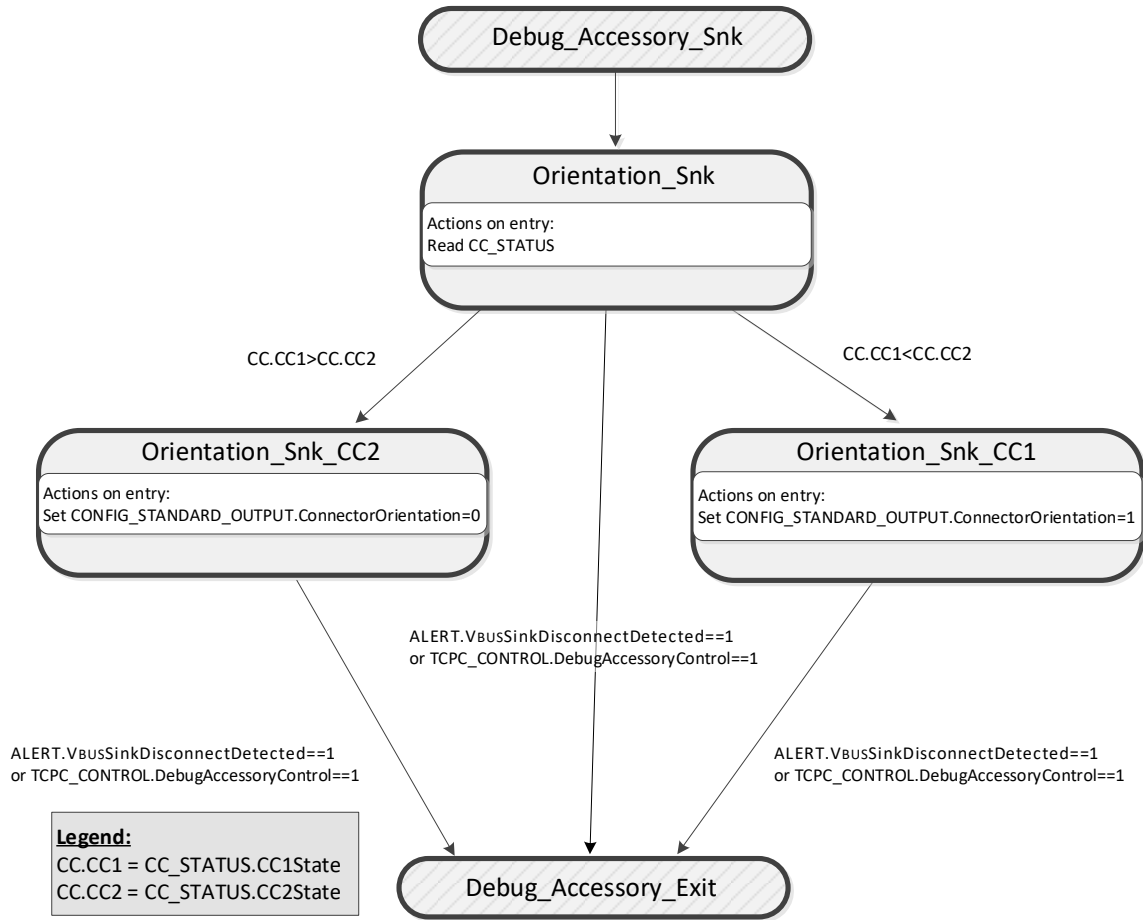 Debug_Accessory_Snk
Orientation_Snk
Actions on entry:
Read CC_STATUS
CC.CC1>CC.CC2
CC.CC1<CC.CC2
Orientation_Snk_CC2
Actions on entry:
Set CONFIG_STANDARD_OUTPUT.ConnectorOrientation=0
Orientation_Snk_CC1
Actions on entry:
Set CONFIG_STANDARD_OUTPUT.ConnectorOrientation=1
ALERT.VBUSSinkDisconnectDetected==1
or TCPC_CONTROL.DebugAccessoryControl==1
ALERT.VBUSSinkDisconnectDetected==1
or TCPC_CONTROL.DebugAccessoryControl==1
ALERT.VBUSSinkDisconnectDetected==1
or TCPC_CONTROL.DebugAccessoryControl==1
Legend:
CC.CC1 = CC_STATUS.CC1State
CC.CC2 = CC_STATUS.CC2State
Debug_Accessory_Exit